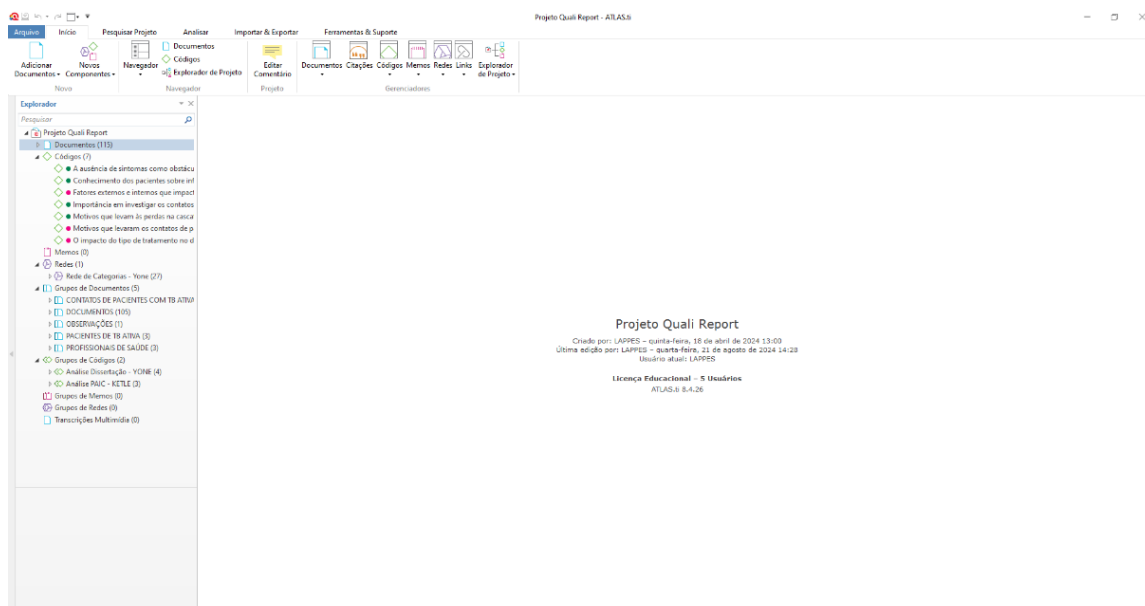 Projeto Quali Report - ATLAS.ti
Arquivo Início Pesquisar Projeto Analisar Importar & Exportar Ferramentas & Suporte
Adicionar Documentos
Novos Componentes
Navegador
Documentos
Códigos
Explorador de Projeto
Editar Comentário
Documentos Citações Códigos Memos Redes Links Explorador de Projeto
Novo Navegador Projeto Gerenciadores
Explorador
Pesquisar
Projeto Quali Report
Documentos (115)
Códigos (7)
A ausência de sintomas como obstácu
Conhecimento dos pacientes sobre inf
Fatores externos e internos que impact
Importância em investigar os contatos
Motivos que levam às perdas na casca
Motivos que levaram os contatos de p
O impacto do tipo de tratamento no d
Memos (0)
Redes (1)
Rede de Categorias - Yone (27)
Grupos de Documentos (5)
CONTATOS DE PACIENTES COM TB ATIVA
DOCUMENTOS (105)
OBSERVAÇÕES (1)
PACIENTES DE TB ATIVA (3)
PROFISSIONAIS DE SAÚDE (3)
Grupos de Códigos (2)
Análise Dissertação - YONE (4)
Análise PAIC - KETLE (3)
Grupos de Memos (0)
Grupos de Redes (0)
Transcrições Multimídia (0)
Projeto Quali Report
Criado por: LAPPES – quinta-feira, 18 de abril de 2024 13:00
Última edição por: LAPPES – quarta-feira, 21 de agosto de 2024 14:28
Usuário atual: LAPPES
Licença Educacional – 5 Usuários
ATLAS.ti 8.4.26